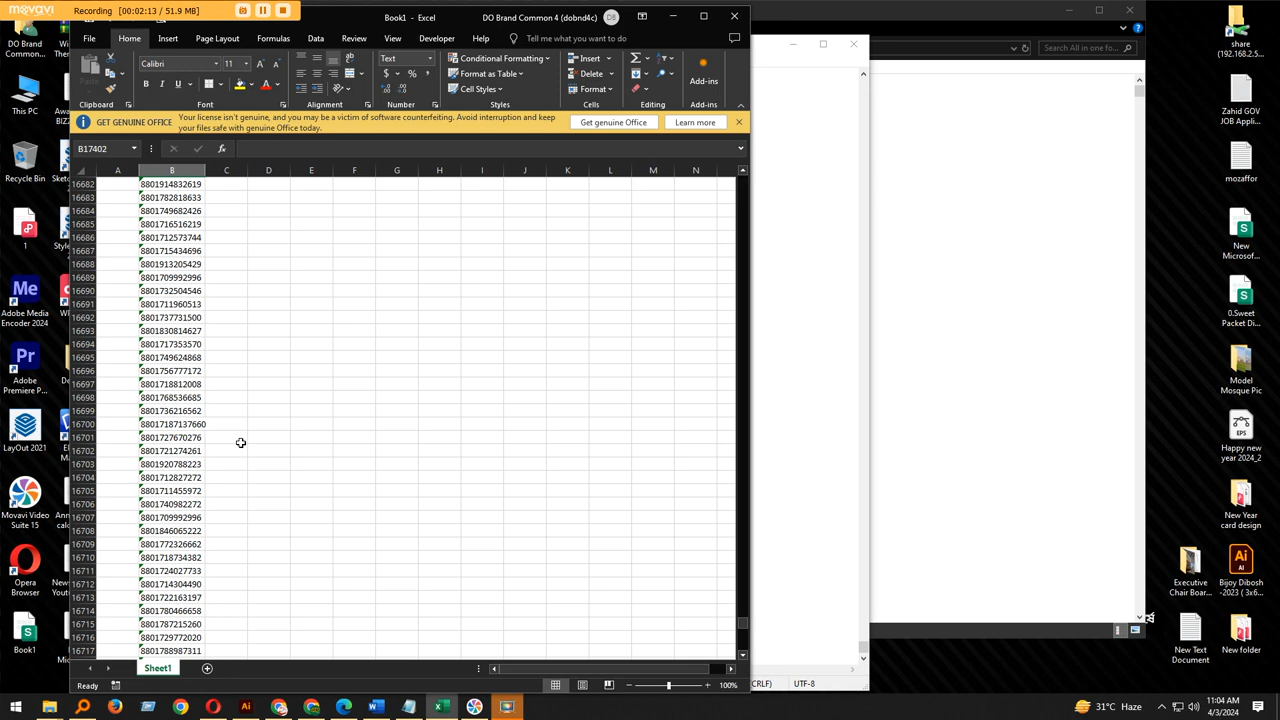 movavi
Recording (00:02:13 / 51.9 MB)
Book1 - Excel
DO Brand Common 4 (dobnd4c)
DB
File
Home
Insert
Page Layout
Formulas
Data
Review
View
Developer
Help
Tell me what you want to do
Paste
Calibri
11
B I U
Text
Conditional Formatting
Format as Table
Cell Styles
Insert
Delete
Format
Add-ins
Clipboard
Font
Alignment
Number
Styles
Cells
Editing
Add-ins
GET GENUINE OFFICE
Your license isn't genuine, and you may be a victim of software counterfeiting. Avoid interruption and
keep your files safe with genuine Office today.
Get genuine Office
Learn more
B17402
fx
A B C D E F G H I J K L M N
16682 8801914832619
16683 8801782818633
16684 8801749682426
16685 8801716516219
16686 8801712573744
16687 8801715434696
16688 8801913205429
16689 8801709992996
16690 8801732504546
16691 8801711960513
16692 8801737731500
16693 8801830814627
16694 8801717353570
16695 8801749624868
16696 8801756777172
16697 8801718812008
16698 8801768536685
16699 8801736216562
16700 88017187137660
16701 8801727670276
16702 8801721274261
16703 8801920788223
16704 8801712827272
16705 8801711455972
16706 8801740982272
16707 8801709992996
16708 8801846065222
16709 8801772326662
16710 8801718734382
16711 8801724027733
16712 8801714304490
16713 8801722163197
16714 8801780466658
16715 8801787215260
16716 8801729772020
16717 8801788987311
Sheet1
Ready
100%
CRLF)
UTF-8
Search All in one fo...
DO Brand
Common...
This PC
Recycle Bin
1
Adobe Media
Encoder 2024
Adobe
Premiere P...
LayOut 2021
Movavi Video
Suite 15
Opera
Browser
Book1
share
(192.168.2.5...
Zahid GOV
JOB Appli...
mozaffor
New
Microsof...
0.Sweet
Packet Di...
Model
Mosque Pic
EPS
Happy new
year 2024_2
New Year
card design
Executive
Chair Boar...
Bijoy Dibosh
-2023 ( 3x6...
New Text
Document
New folder
31°C Haze
11:04 AM
4/3/2024